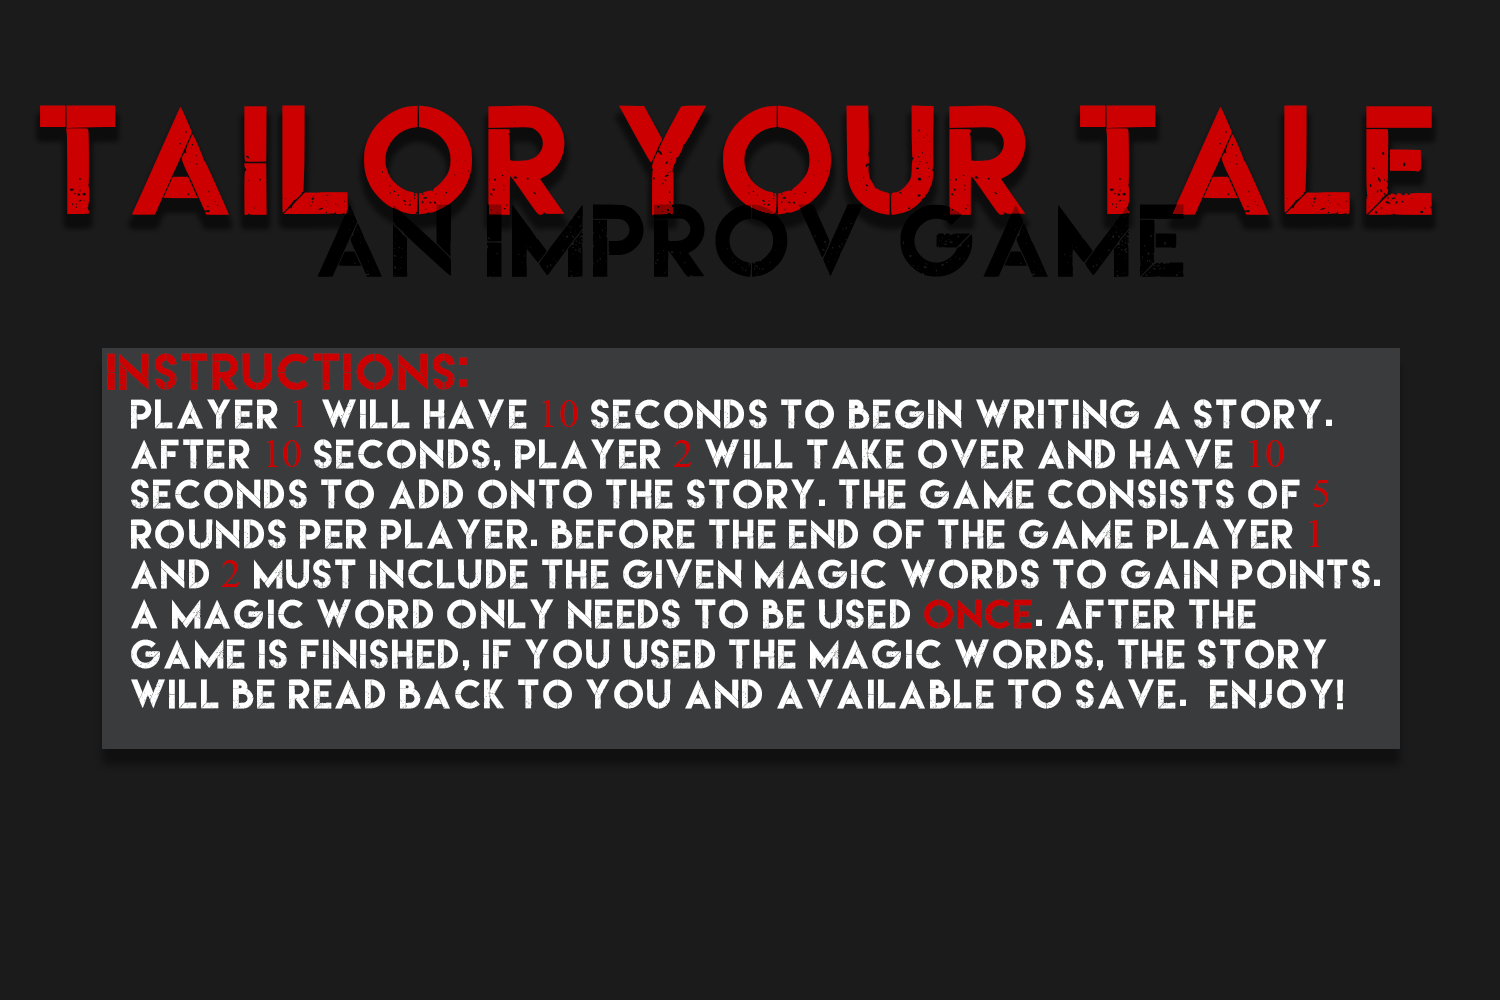 TAILOR YOUR TALE
AN IMPROV GAME
INSTRUCTIONS:
PLAYER 1 WILL HAVE 10 SECONDS TO BEGIN WRITING A STORY.
AFTER 10 SECONDS, PLAYER 2 WILL TAKE OVER AND HAVE 10
SECONDS TO ADD ONTO THE STORY. THE GAME CONSISTS OF 5
ROUNDS PER PLAYER. BEFORE THE END OF THE GAME PLAYER 1
AND 2 MUST INCLUDE THE GIVEN MAGIC WORDS TO GAIN POINTS.
A MAGIC WORD ONLY NEEDS TO BE USED ONCE. AFTER THE
GAME IS FINISHED, IF YOU USED THE MAGIC WORDS, THE STORY
WILL BE READ BACK TO YOU AND AVAILABLE TO SAVE. ENJOY!